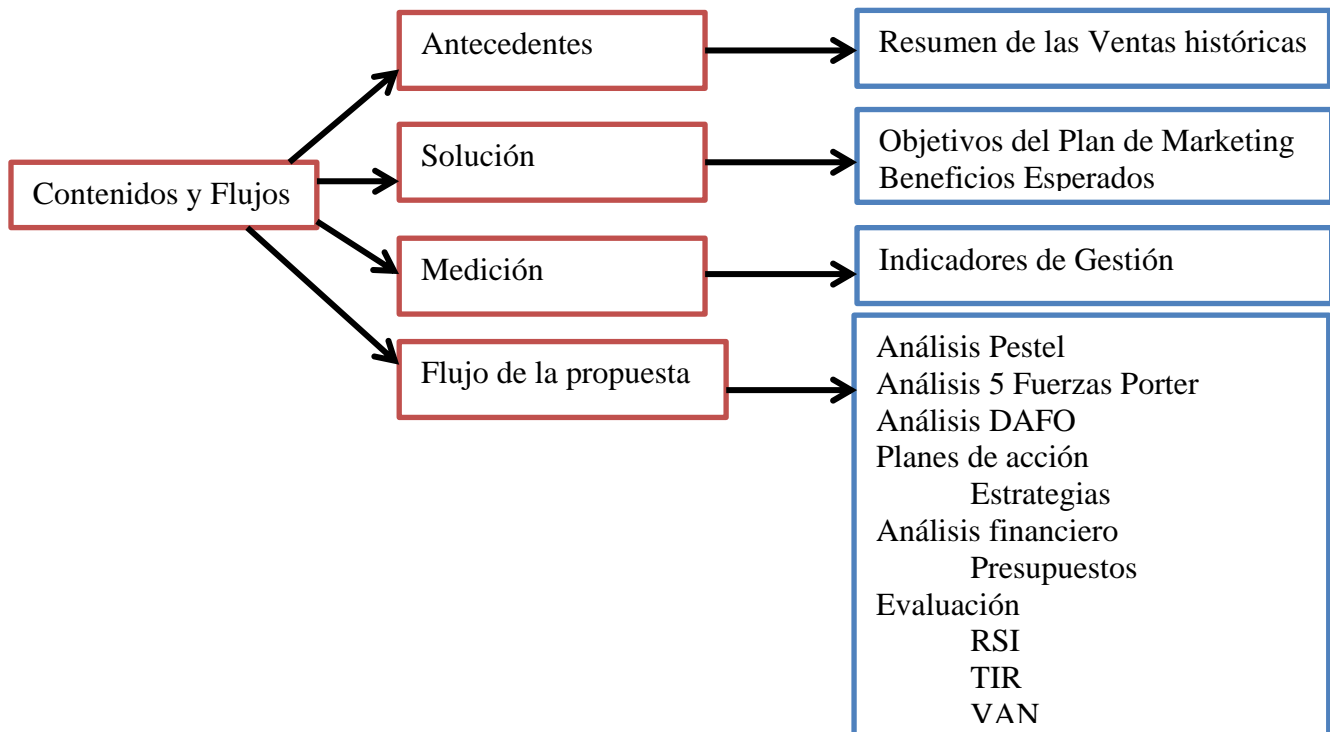 Contenidos y Flujos
Antecedentes
Resumen de las Ventas históricas
Solución
Objetivos del Plan de Marketing
Beneficios Esperados
Medición
Indicadores de Gestión
Flujo de la propuesta
Análisis Pestel
Análisis 5 Fuerzas Porter
Análisis DAFO
Planes de acción
Estrategias
Análisis financiero
Presupuestos
Evaluación
RSI
TIR
VAN